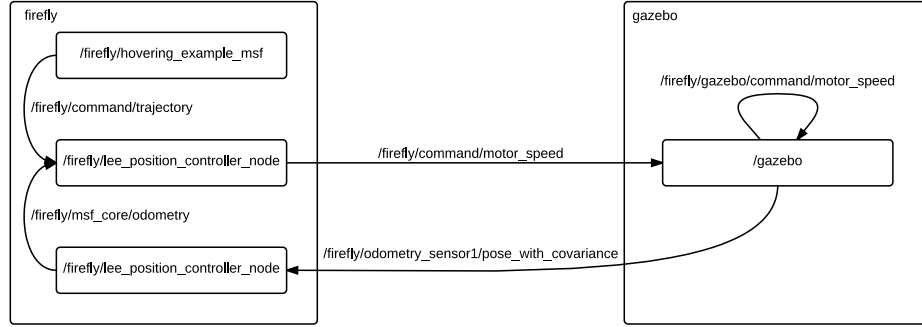 firefly
gazebo
/firefly/hovering_example_msf
/firefly/gazebo/command/motor_speed
/firefly/command/trajectory
/firefly/lee_position_controller_node
/firefly/command/motor_speed
/gazebo
/firefly/msf_core/odometry
/firefly/odometry_sensor1/pose_with_covariance
/firefly/lee_position_controller_node